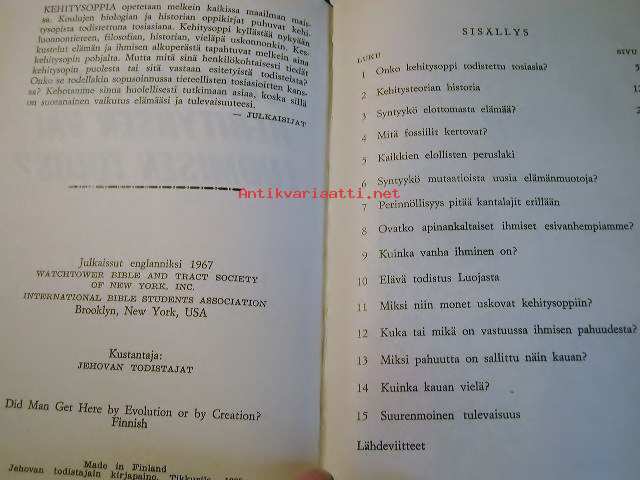 KEHITYSOPPIA opetetaan melkein kaikissa maailman mais-
sa. Koulujen biologian ja historian oppikirjat puhuvat kehi-
tysopista todistettuna tosiasiana. Kehitysoppi kyllästää nykyään
luonnontieteen, filosofian, historian, vieläpä uskonnonkin. Kes-
kustelut elämän ja ihmisen alkuperästä tapahtuvat melkein aina
kehitysopin pohjalta. Mutta mitä sinä henkilökohtaisesti tiedät
kehitysopin puolesta tai sitä vastaan esitetyistä todisteista?
Onko se todellakin sopusoinnussa tieteellisten tosiasioitten kans-
sa? Kehotamme sinua huolellisesti tutkimaan asiaa, koska sillä
on suoranainen vaikutus elämääsi ja tulevaisuuteesi.
— JULKAISIJAT
Antikvariaatti.net
Julkaissut englanniksi 1967
WATCHTOWER BIBLE AND TRACT SOCIETY
OF NEW YORK, INC.
INTERNATIONAL BIBLE STUDENTS ASSOCIATION
Brooklyn, New York, USA
Kustantaja:
JEHOVAN TODISTAJAT
Did Man Get Here by Evolution or by Creation?
Finnish
Made in Finland
Jehovan todistajain kirjapaino, Tikkurila
SISÄLLYS
LUKU SIVU
1 Onko kehitysoppi todistettu tosiasia? 5
2 Kehitysteorian historia 12
3 Syntyykö elottomasta elämää? 2
4 Mitä fossiilit kertovat?
5 Kaikkien elollisten peruslaki
6 Syntyykö mutaatioista uusia elämänmuotoja?
7 Perinnöllisyys pitää kantalajit erillään
8 Ovatko apinankaltaiset ihmiset esivanhempiamme?
9 Kuinka vanha ihminen on?
10 Elävä todistus Luojasta
11 Miksi niin monet uskovat kehitysoppiin?
12 Kuka tai mikä on vastuussa ihmisen pahuudesta?
13 Miksi pahuutta on sallittu näin kauan?
14 Kuinka kauan vielä?
15 Suurenmoinen tulevaisuus
Lähdeviitteet